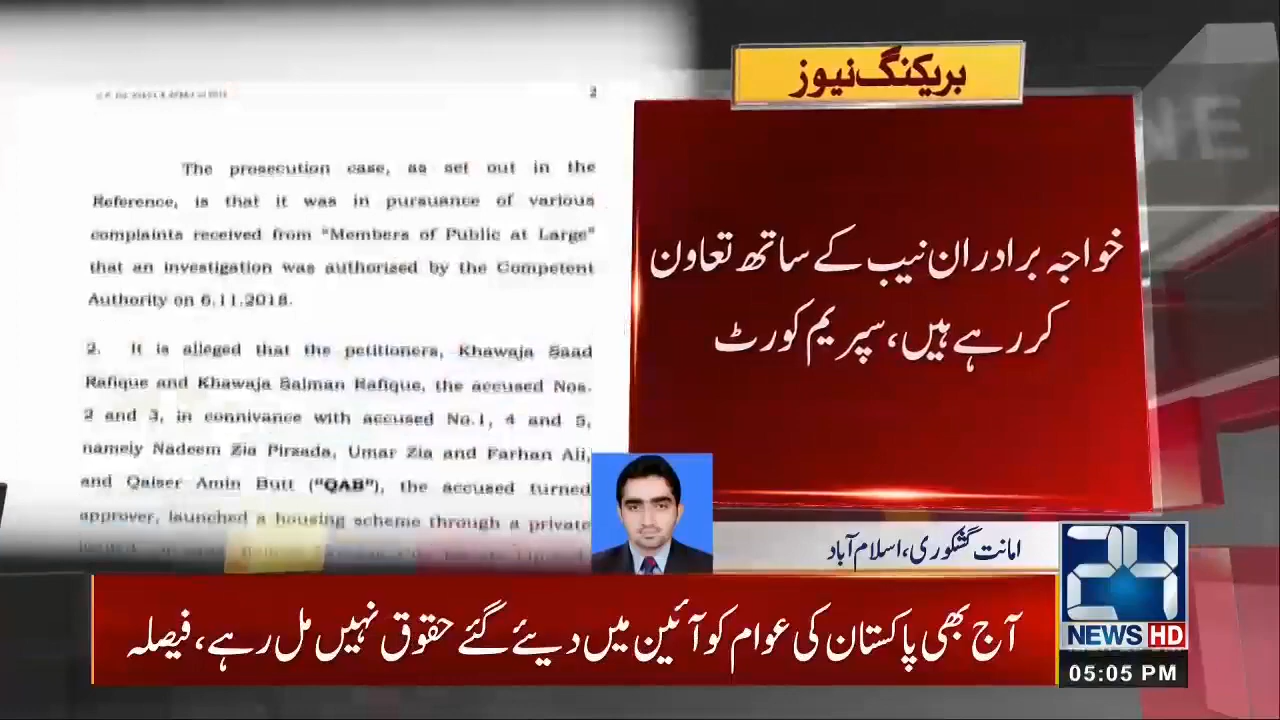 بریکنگ نیوز
2
The prosecution case, as set out in the
Reference, is that it was in pursuance of various
complaints received from "Members of Public at Large"
that an investigation was authorised by the Competent
Authority on 6.11.2018.
2. It is alleged that the petitioners, Khawaja Saad
Rafique and Khawaja Salman Rafique, the accused Nos.
2 and 3, in connivance with accused No.1, 4 and 5,
namely Nadeem Zia Pirzada, Umar Zia and Farhan Ali,
and Qaiser Amin Butt ("QAB"), the accused turned
approver, launched a housing scheme through a private
خواجہ برادران نیب کے ساتھ تعاون
کر رہے ہیں، سپریم کورٹ
امانت گشکوری، اسلام آباد
آج بھی پاکستان کی عوام کو آئین میں دیئے گئے حقوق نہیں مل رہے، فیصلہ
24
NEWS HD
05:05 PM
NE